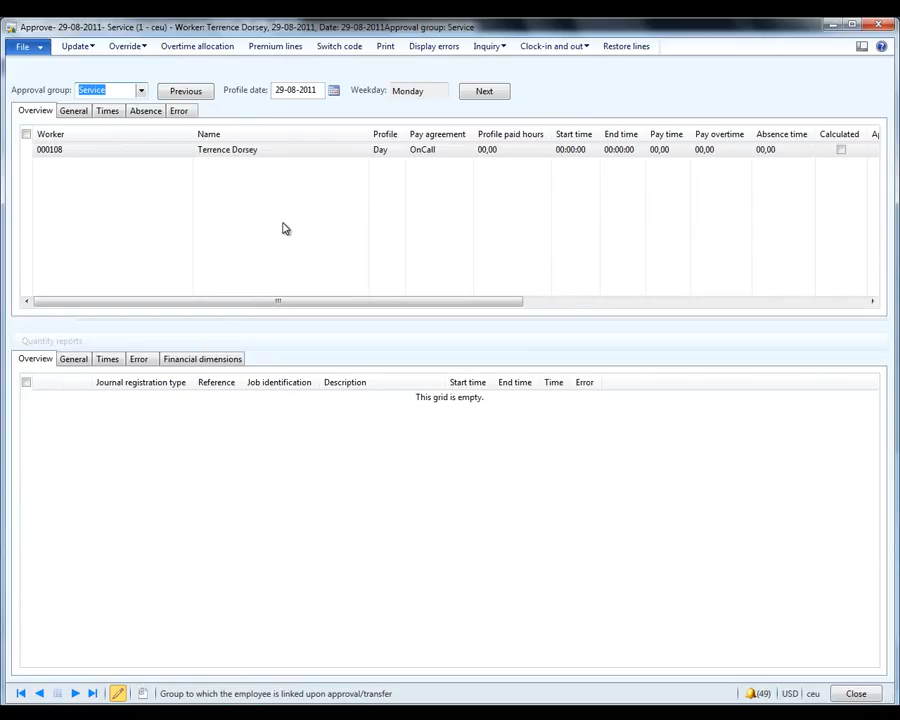 Approve- 29-08-2011- Service (1 - ceu) - Worker: Terrence Dorsey, 29-08-2011, Date: 29-08-2011Approval group: Service
File Update Override Overtime allocation Premium lines Switch code Print Display errors Inquiry Clock-in and out Restore lines
Approval group: Service Previous Profile date: 29-08-2011 Weekday: Monday Next
Overview General Times Absence Error
Worker Name Profile Pay agreement Profile paid hours Start time End time Pay time Pay overtime Absence time Calculated Ap
000108 Terrence Dorsey Day OnCall 00,00 00:00:00 00:00:00 00,00 00,00 00,00
Quantity reports
Overview General Times Error Financial dimensions
Journal registration type Reference Job identification Description Start time End time Time Error
This grid is empty.
Group to which the employee is linked upon approval/transfer (49) USD ceu Close